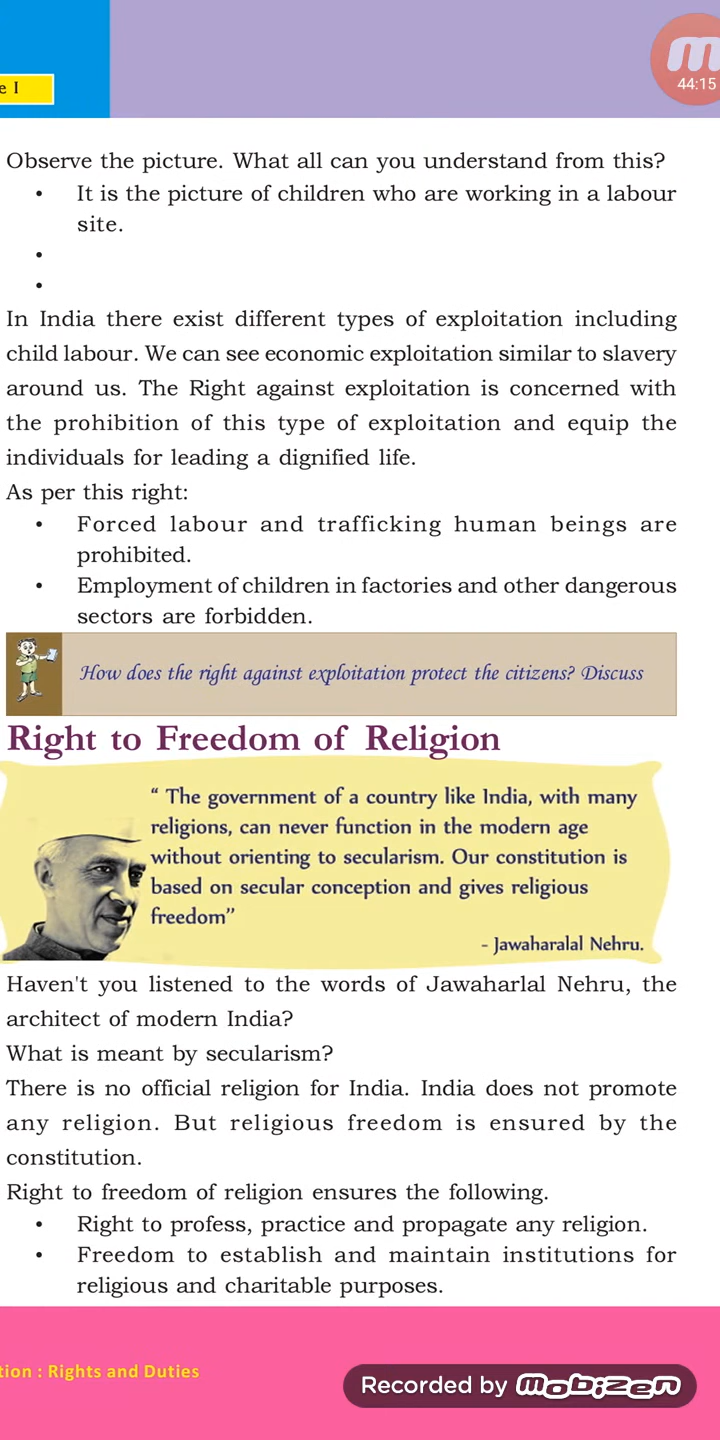 e I
44:15
Observe the picture. What all can you understand from this?
• It is the picture of children who are working in a labour
site.
•
•
In India there exist different types of exploitation including
child labour. We can see economic exploitation similar to slavery
around us. The Right against exploitation is concerned with
the prohibition of this type of exploitation and equip the
individuals for leading a dignified life.
As per this right:
• Forced labour and trafficking human beings are
prohibited.
• Employment of children in factories and other dangerous
sectors are forbidden.
How does the right against exploitation protect the citizens? Discuss
Right to Freedom of Religion
“ The government of a country like India, with many
religions, can never function in the modern age
without orienting to secularism. Our constitution is
based on secular conception and gives religious
freedom”
- Jawaharalal Nehru.
Haven't you listened to the words of Jawaharlal Nehru, the
architect of modern India?
What is meant by secularism?
There is no official religion for India. India does not promote
any religion. But religious freedom is ensured by the
constitution.
Right to freedom of religion ensures the following.
• Right to profess, practice and propagate any religion.
• Freedom to establish and maintain institutions for
religious and charitable purposes.
tion : Rights and Duties
Recorded by mobizen